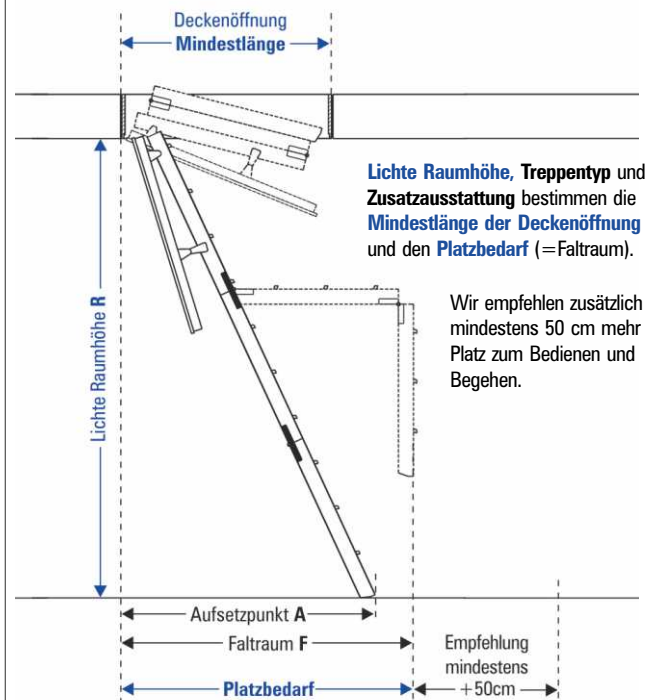 Deckenöffnung
Mindestlänge
Lichte Raumhöhe, Treppentyp und
Zusatzausstattung bestimmen die
Mindestlänge der Deckenöffnung
und den Platzbedarf (=Faltraum).
Wir empfehlen zusätzlich
mindestens 50 cm mehr
Platz zum Bedienen und
Begehen.
Lichte Raumhöhe R
Aufsetzpunkt A
Faltraum F
Platzbedarf
Empfehlung
mindestens
+50cm